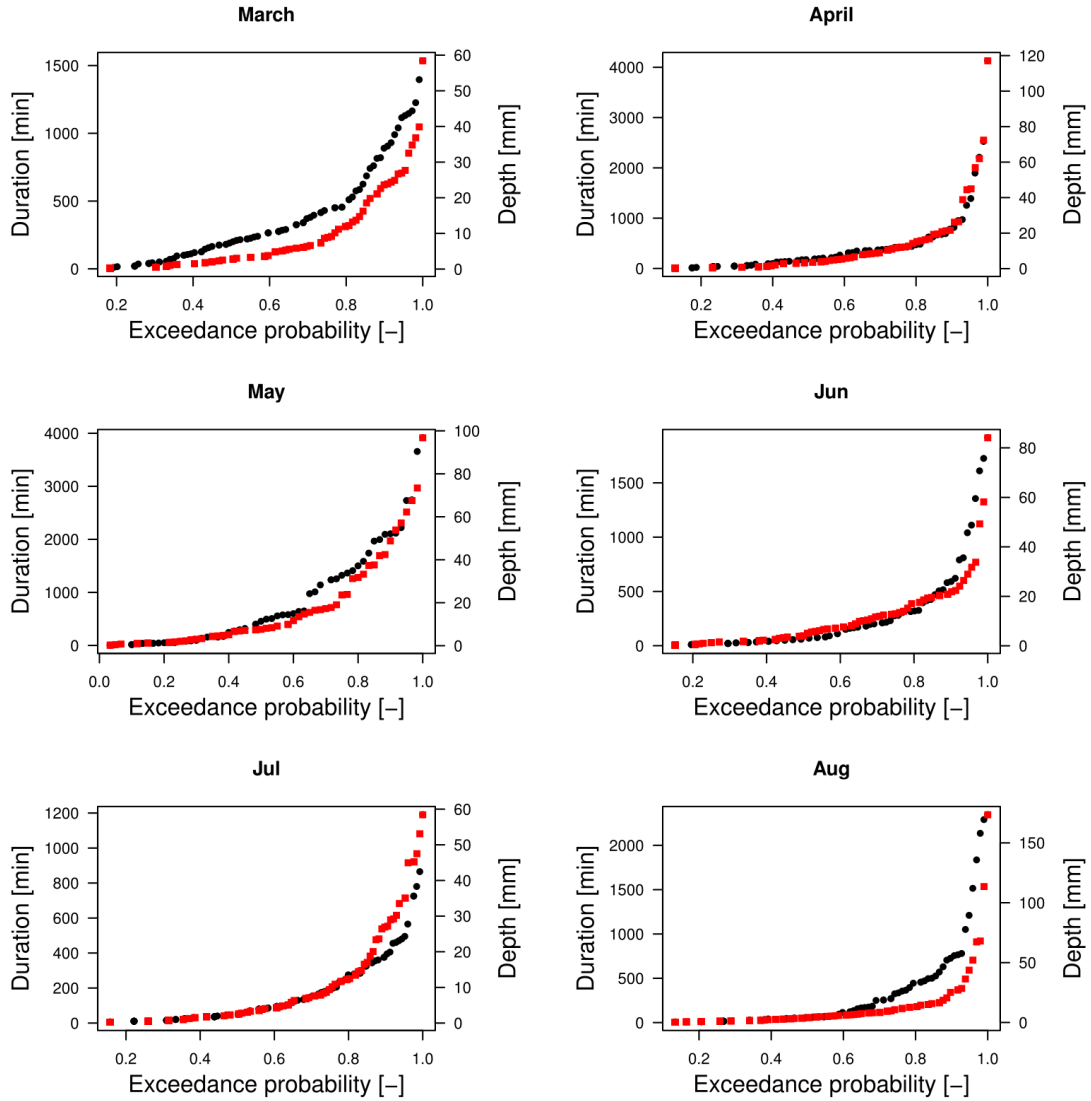 March
April
Duration [min]
0
500
1000
1500
Depth [mm]
0
10
20
30
40
50
60
0.2 0.4 0.6 0.8 1.0
Exceedance probability [−]
Duration [min]
0
1000
2000
3000
4000
Depth [mm]
0
20
40
60
80
100
120
0.2 0.4 0.6 0.8 1.0
Exceedance probability [−]
May
Jun
Duration [min]
0
1000
2000
3000
4000
Depth [mm]
0
20
40
60
80
100
0.0 0.2 0.4 0.6 0.8 1.0
Exceedance probability [−]
Duration [min]
0
500
1000
1500
Depth [mm]
0
20
40
60
80
0.2 0.4 0.6 0.8 1.0
Exceedance probability [−]
Jul
Aug
Duration [min]
0
200
400
600
800
1000
1200
Depth [mm]
0
10
20
30
40
50
60
0.2 0.4 0.6 0.8 1.0
Exceedance probability [−]
Duration [min]
0
500
1000
1500
2000
Depth [mm]
0
50
100
150
0.2 0.4 0.6 0.8 1.0
Exceedance probability [−]